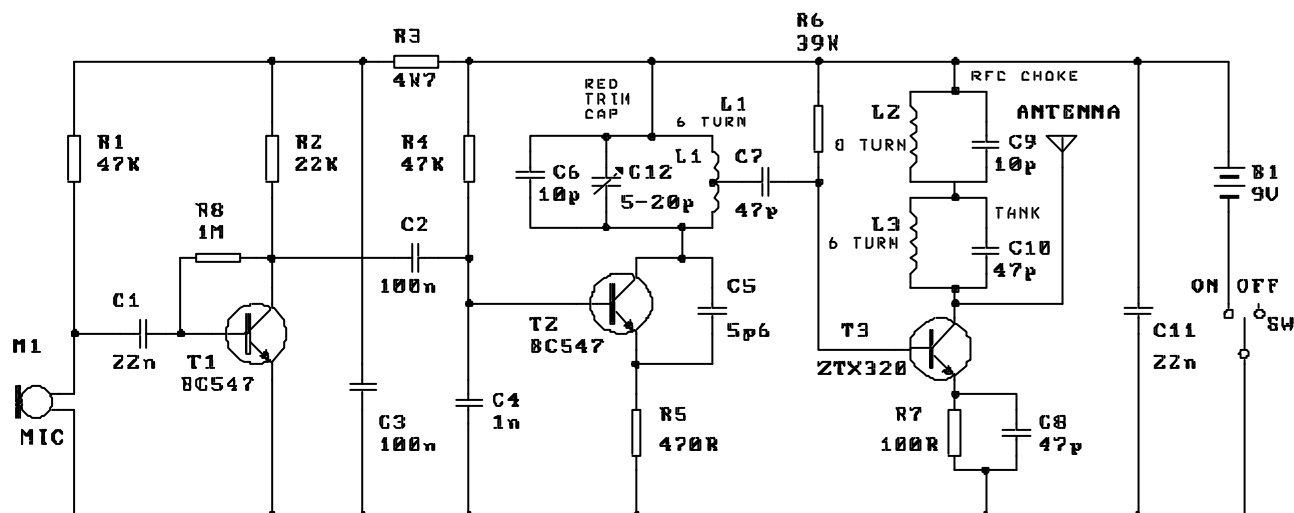 R6
39K
R3
4K7
RFC CHOKE
RED
TRIM
CAP
L1
6 TURN
L2
8 TURN
ANTENNA
R1
47K
R2
22K
R4
47K
L1
C7
47p
C9
10p
C6
10p
C12
5-20p
B1
9V
R8
1M
C2
100n
L3
6 TURN
TANK
C10
47p
C1
22n
C5
5p6
ON OFF
SW
T1
BC547
T2
BC547
T3
ZTX320
C11
22n
M1
MIC
C3
100n
C4
1n
R5
470R
R7
100R
C8
47p